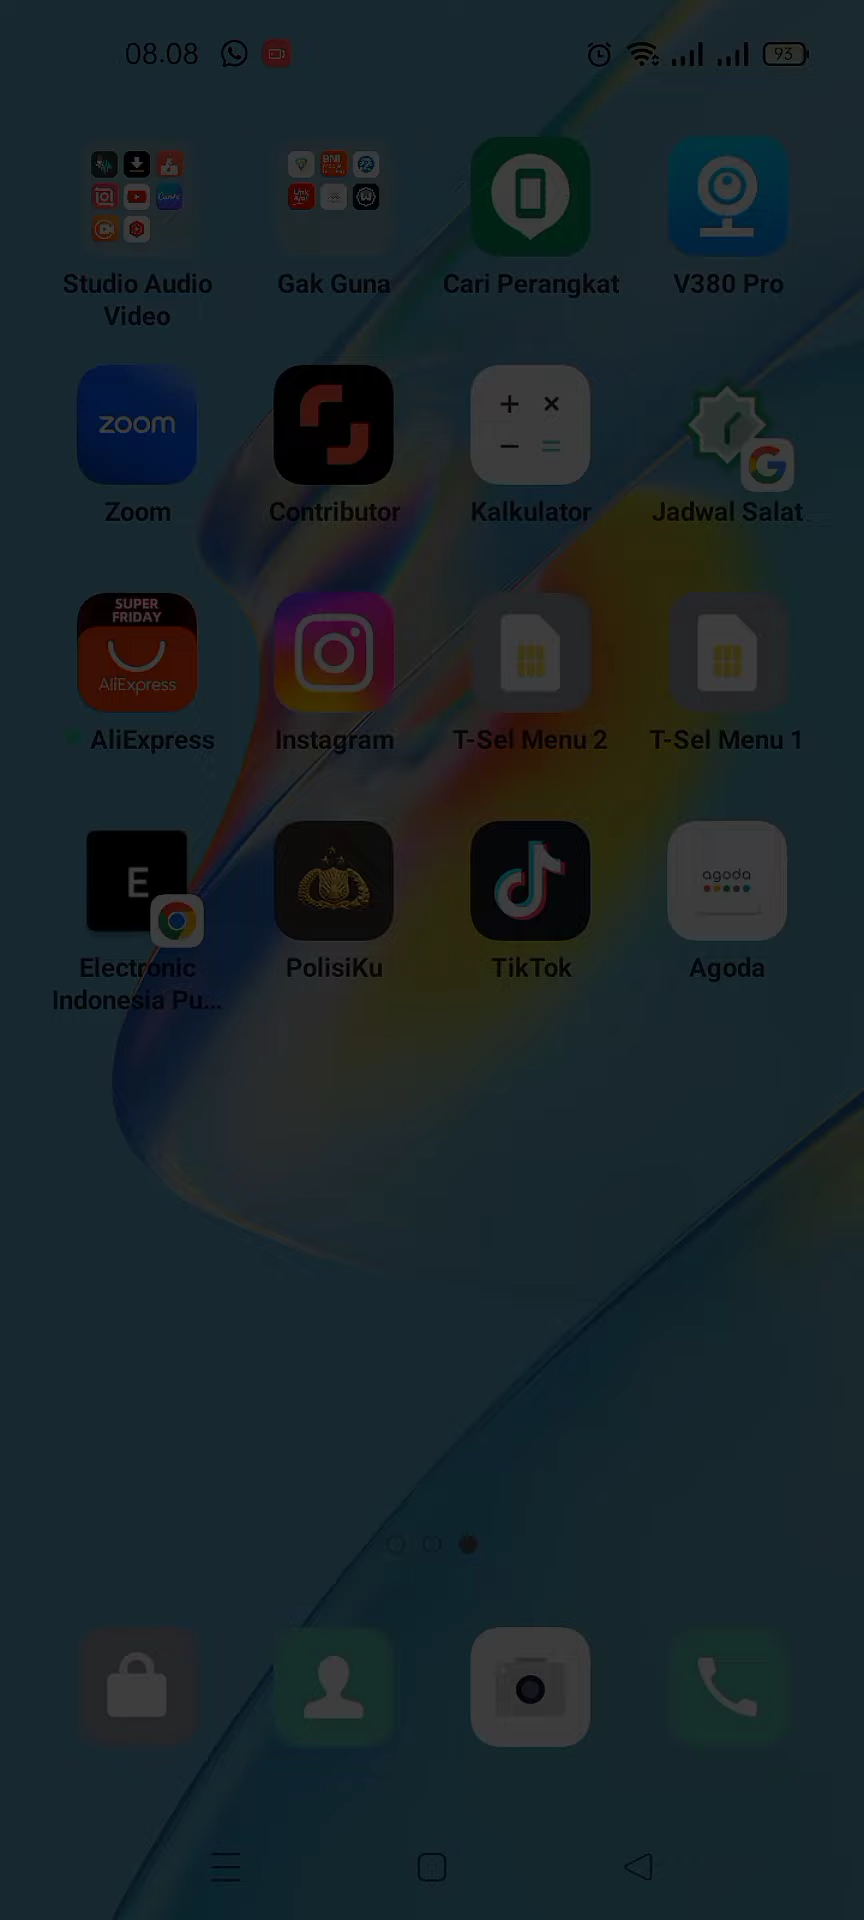 08.08
93
Studio Audio Video
Gak Guna
Cari Perangkat
V380 Pro
zoom
Zoom
Contributor
Kalkulator
Jadwal Salat
SUPER
FRIDAY
AliExpress
AliExpress
Instagram
T-Sel Menu 2
T-Sel Menu 1
E
Electronic
Indonesia Pu...
PolisiKu
TikTok
agoda
Agoda